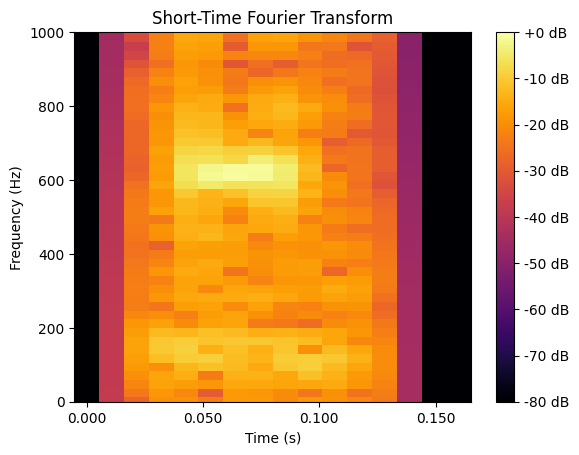 Short-Time Fourier Transform
Frequency (Hz)
1000
800
600
400
200
0
0.000
0.050
0.100
0.150
Time (s)
+0 dB
-10 dB
-20 dB
-30 dB
-40 dB
-50 dB
-60 dB
-70 dB
-80 dB